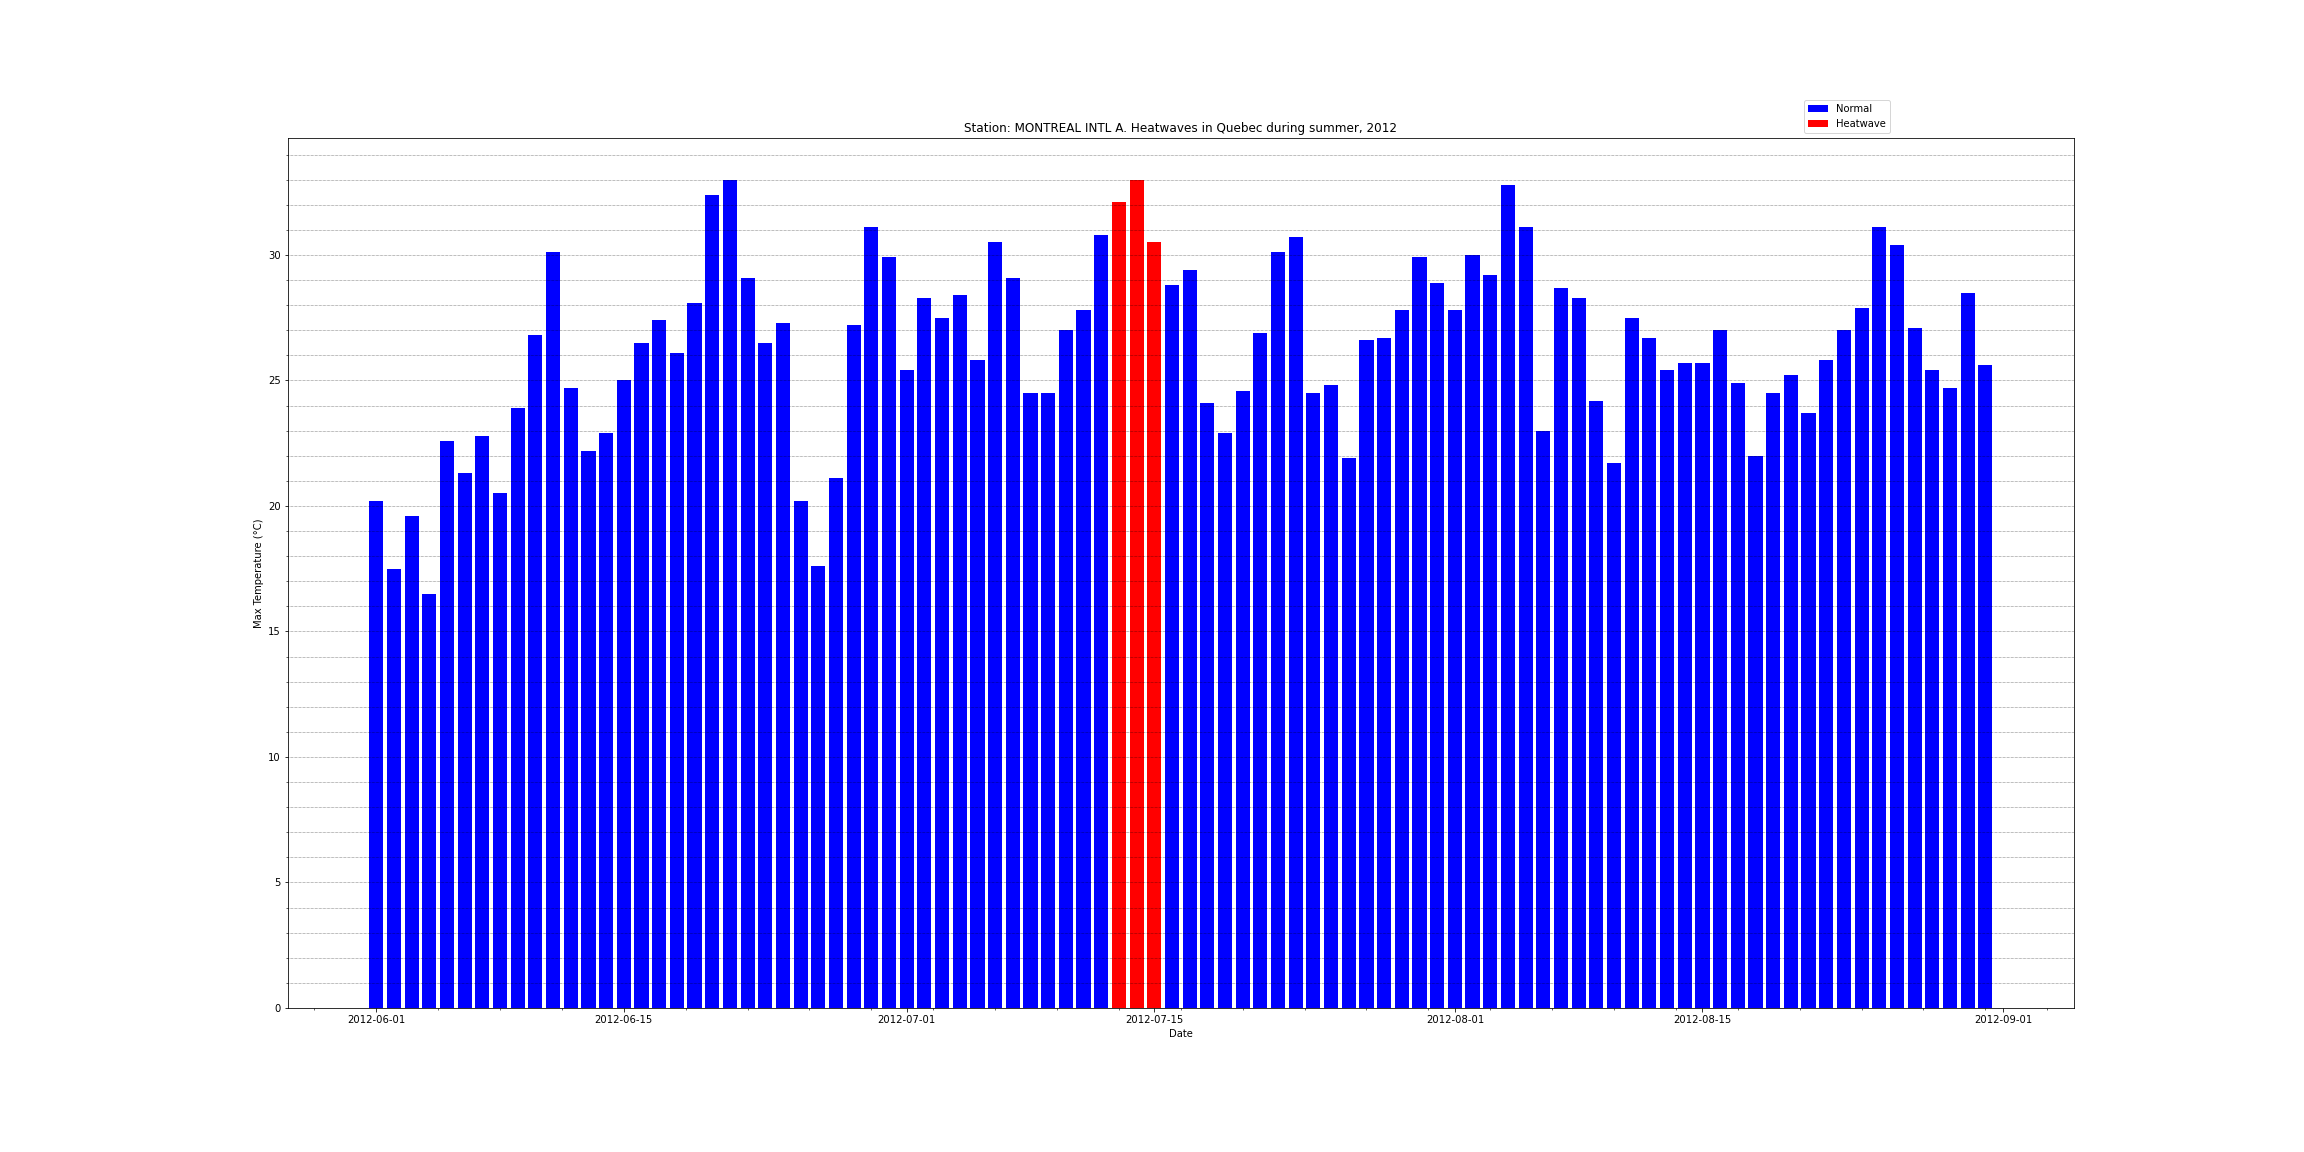 Normal
Heatwave
Station: MONTREAL INTL A. Heatwaves in Quebec during summer, 2012
30
25
20
15
10
5
0
Max Temperature (°C)
2012-06-01 2012-06-15 2012-07-01 2012-07-15 2012-08-01 2012-08-15 2012-09-01
Date